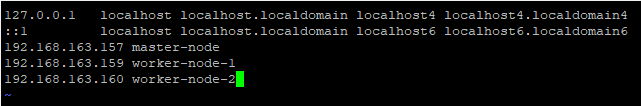 127.0.0.1   localhost localhost.localdomain localhost4 localhost4.localdomain4
::1         localhost localhost.localdomain localhost6 localhost6.localdomain6
192.168.163.157 master-node
192.168.163.159 worker-node-1
192.168.163.160 worker-node-2
~